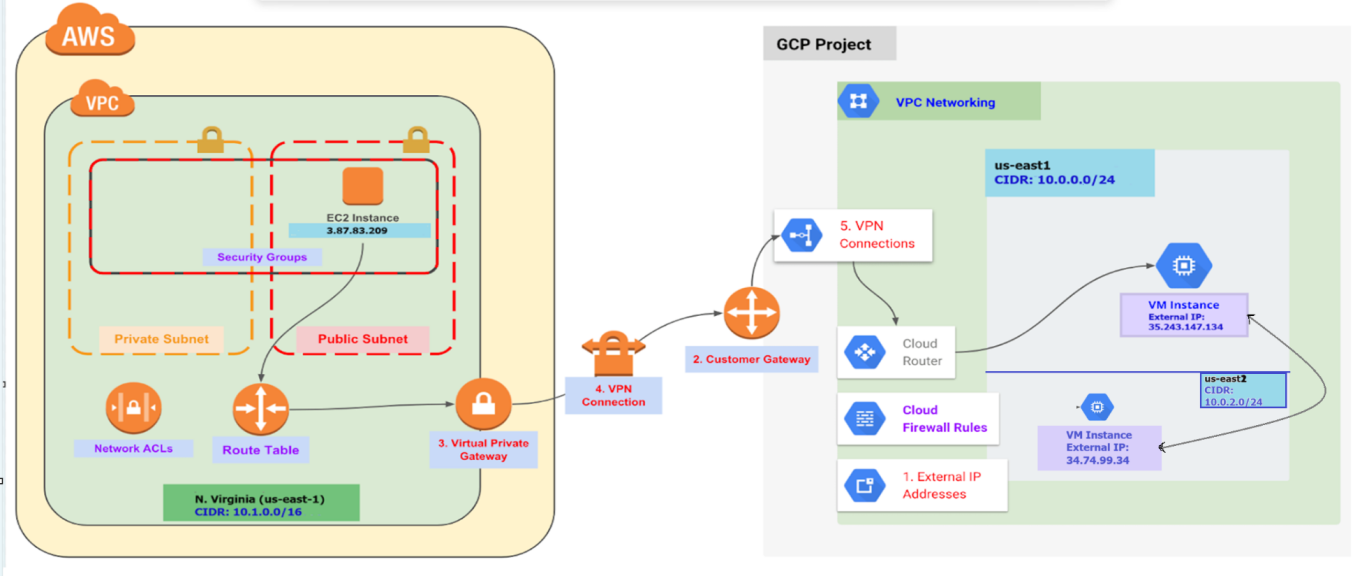 AWS
VPC
EC2 Instance
3.87.83.209
Security Groups
Private Subnet
Public Subnet
Network ACLs
Route Table
3. Virtual Private
Gateway
N. Virginia (us-east-1)
CIDR: 10.1.0.0/16
4. VPN
Connection
2. Customer Gateway
GCP Project
VPC Networking
us-east1
CIDR: 10.0.0.0/24
5. VPN
Connections
VM Instance
External IP:
35.243.147.134
Cloud
Router
us-east2
CIDR:
10.0.2.0/24
Cloud
Firewall Rules
VM Instance
External IP:
34.74.99.34
1. External IP
Addresses